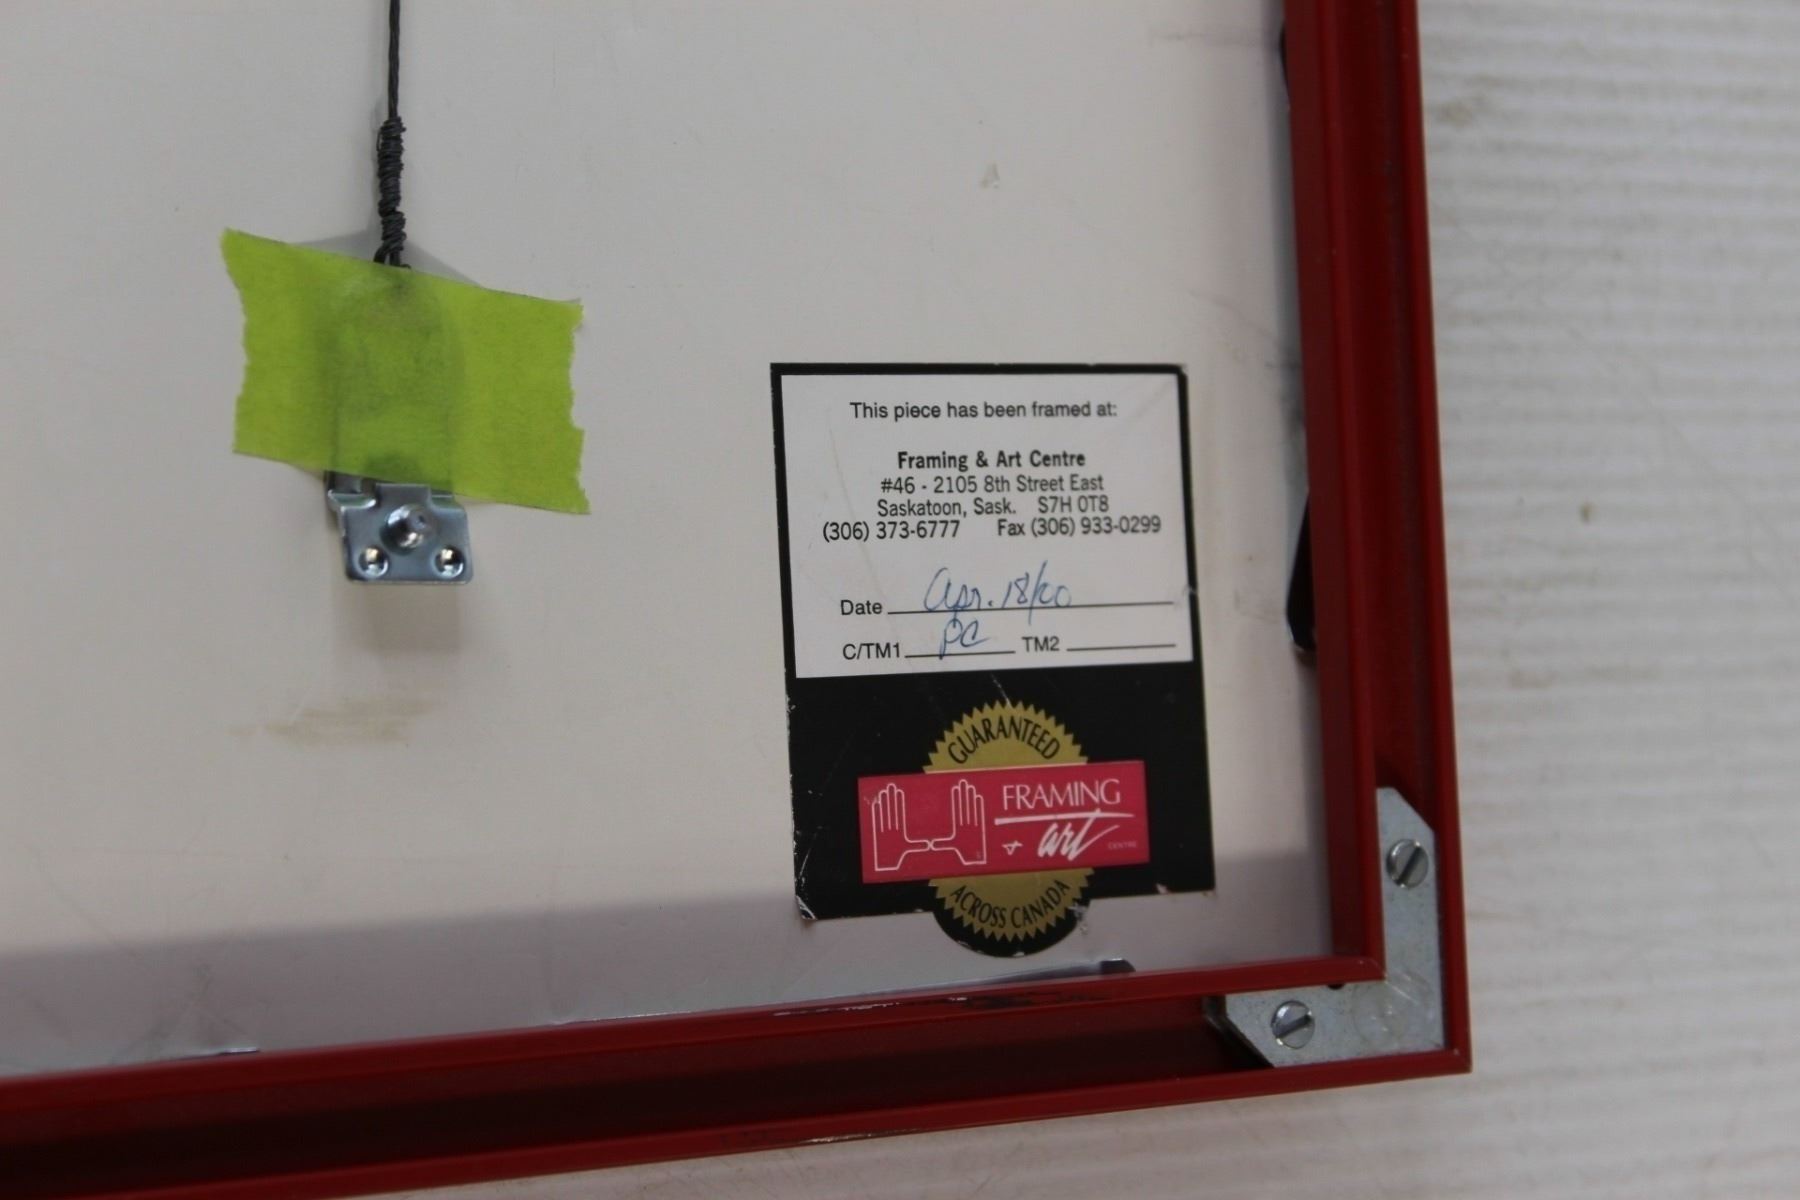 This piece has been framed at:
Framing & Art Centre
#46 - 2105 8th Street East
Saskatoon, Sask. S7H 0T8
(306) 373-6777 Fax (306) 933-0299
Date Apr. 18/00
C/TM1 PC TM2
GUARANTEED
FRAMING
+ art CENTRE
ACROSS CANADA